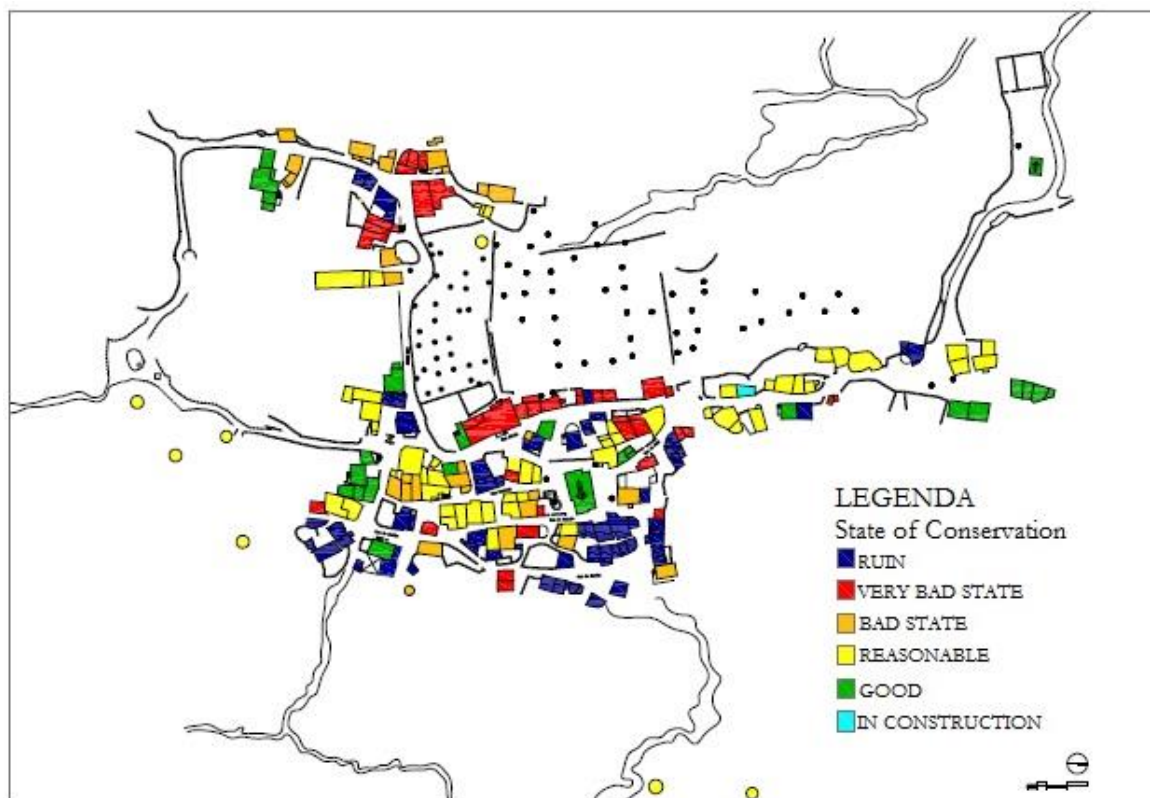 LEGENDA
State of Conservation
RUIN
VERY BAD STATE
BAD STATE
REASONABLE
GOOD
IN CONSTRUCTION